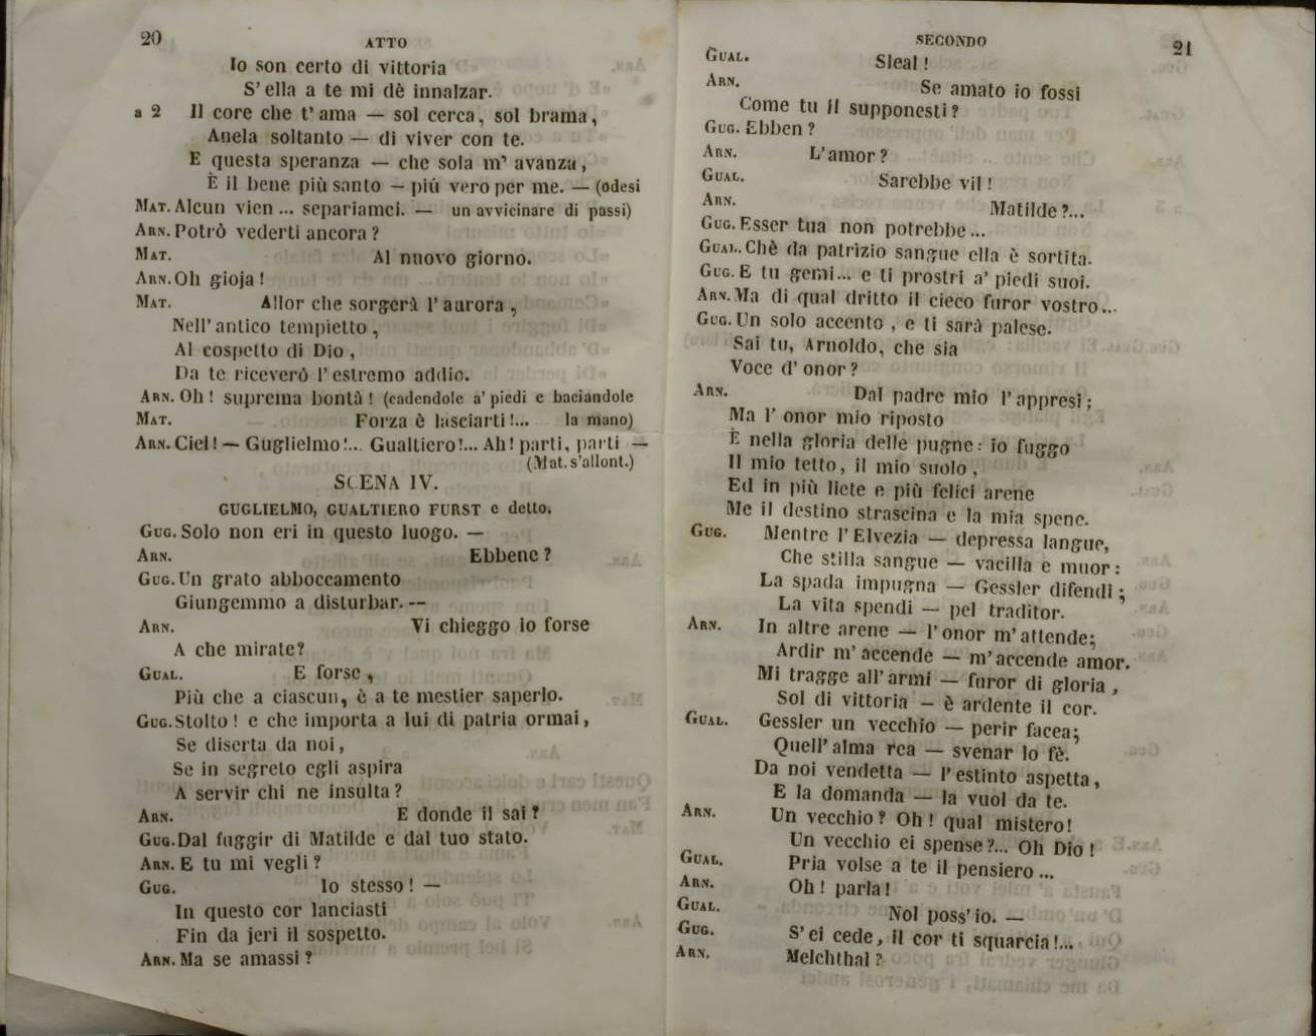 20
ATTO
Io son certo di vittoria
S'ella a te mi dè innalzar.
a 2 Il core che t'ama — sol cerca, sol brama,
Anela soltanto — di viver con te.
E questa speranza — che sola m'avanza,
È il bene più santo — più vero per me. — (odesi
MAT. Alcun vien ... separiamci. — un avvicinare di passi)
ARN. Potrò vederti ancora?
MAT. Al nuovo giorno.
ARN. Oh gioja!
MAT. Allor che sorgerà l'aurora,
Nell'antico tempietto,
Al cospetto di Dio,
Da te riceverò l'estremo addio.
ARN. Oh! suprema bontà! (cadendole a' piedi e baciandole
MAT. Forza è lasciarti!... la mano)
ARN. Ciel! — Guglielmo!... Gualtiero!... Ah! parti, parti —
(Mat. s'allont.)
SCENA IV.
GUGLIELMO, GUALTIERO FURST e detto.
GUG. Solo non eri in questo luogo. —
ARN. Ebbene?
GUG. Un grato abboccamento
Giungemmo a disturbar. —
ARN. Vi chieggo io forse
A che mirate?
GUAL. E forse,
Più che a ciascun, è a te mestier saperlo.
GUG. Stolto! e che importa a lui di patria ormai,
Se diserta da noi,
Se in segreto egli aspira
A servir chi ne insulta?
ARN. E donde il sai?
GUG. Dal fuggir di Matilde e dal tuo stato.
ARN. E tu mi vegli?
GUG. Io stesso! —
In questo cor lanciasti
Fin da jeri il sospetto.
ARN. Ma se amassi?
SECONDO
21
GUAL. Sleal!
ARN. Se amato io fossi
Come tu il supponesti?
GUG. Ebben?
ARN. L'amor?
GUAL. Sarebbe vil!
ARN. Matilde?...
GUG. Esser tua non potrebbe...
GUAL. Chè da patrizio sangue ella è sortita.
GUG. E tu gemi... e ti prostri a' piedi suoi.
ARN. Ma di qual dritto il cieco furor vostro...
GUG. Un solo accento, e ti sarà palese.
Sai tu, Arnoldo, che sia
Voce d'onor?
ARN. Dal padre mio l'appresi;
Ma l'onor mio riposto
È nella gloria delle pugne: io fuggo
Il mio tetto, il mio suolo,
Ed in più liete e più felici arene
Me il destino strascina e la mia spene.
GUG. Mentre l'Elvezia — depressa langue,
Che stilla sangue — vacilla e muor:
La spada impugna — Gessler difendi;
La vita spendi — pel traditor.
ARN. In altre arene — l'onor m'attende;
Ardir m'accende — m'accende amor.
Mi tragge all'armi — furor di gloria,
Sol di vittoria — è ardente il cor.
GUAL. Gessler un vecchio — perir facea;
Quell'alma rea — svenar lo fè.
Da noi vendetta — l'estinto aspetta,
E la domanda — la vuol da te.
ARN. Un vecchio? Oh! qual mistero!
Un vecchio ei spense?... Oh Dio!
GUAL. Pria volse a te il pensiero...
ARN. Oh! parla!
GUAL. Nol poss'io. —
GUG. S'ei cede, il cor ti squarcia!...
ARN. Melchthal?